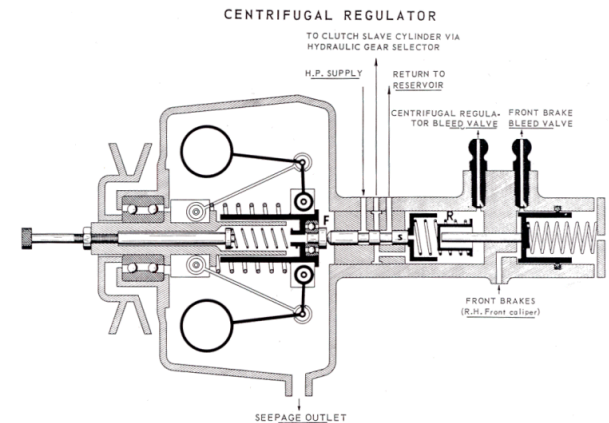 CENTRIFUGAL REGULATOR
TO CLUTCH SLAVE CYLINDER VIA
HYDRAULIC GEAR SELECTOR
H.P. SUPPLY
RETURN TO
RESERVOIR
CENTRIFUGAL REGULA-
TOR BLEED VALVE
FRONT BRAKE
BLEED VALVE
F
R
S
FRONT BRAKES
(R.H. Front caliper)
SEEPAGE OUTLET